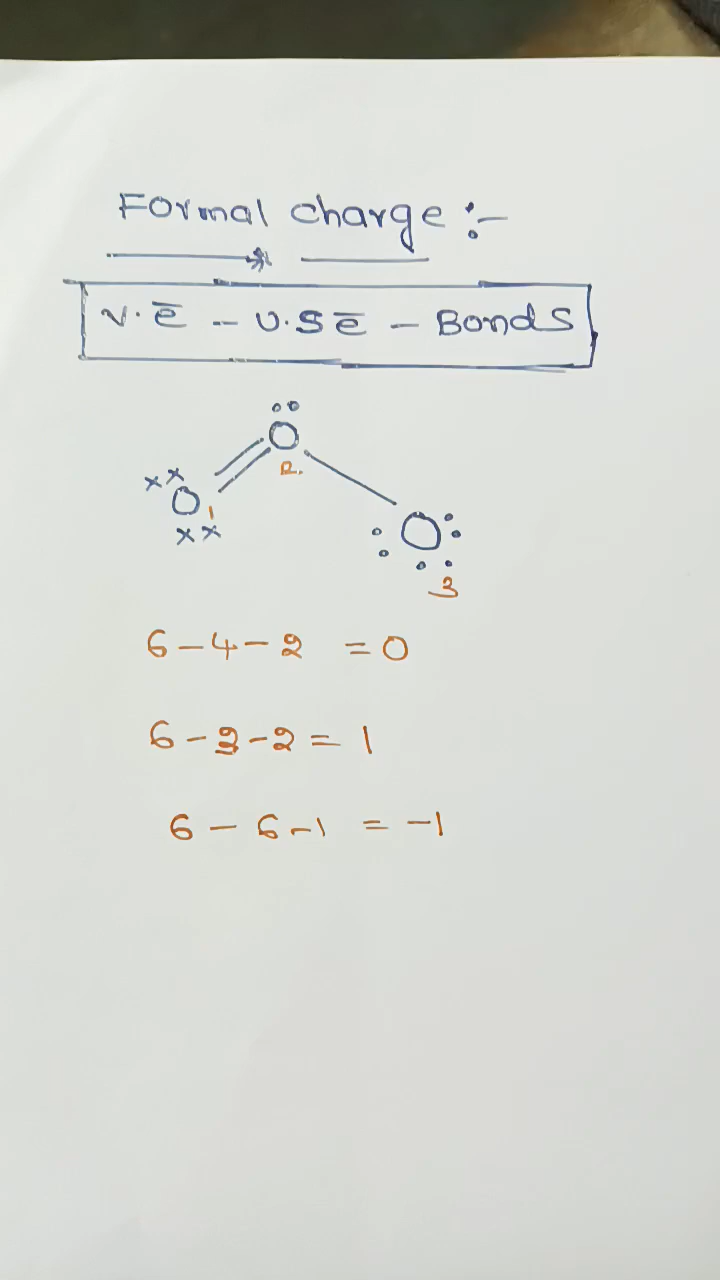 Formal charge :-
v.ē - U.S ē - Bonds
O
2.
O
1
O
3
6-4-2 = 0
6-2-2 = 1
6-6-1 = -1